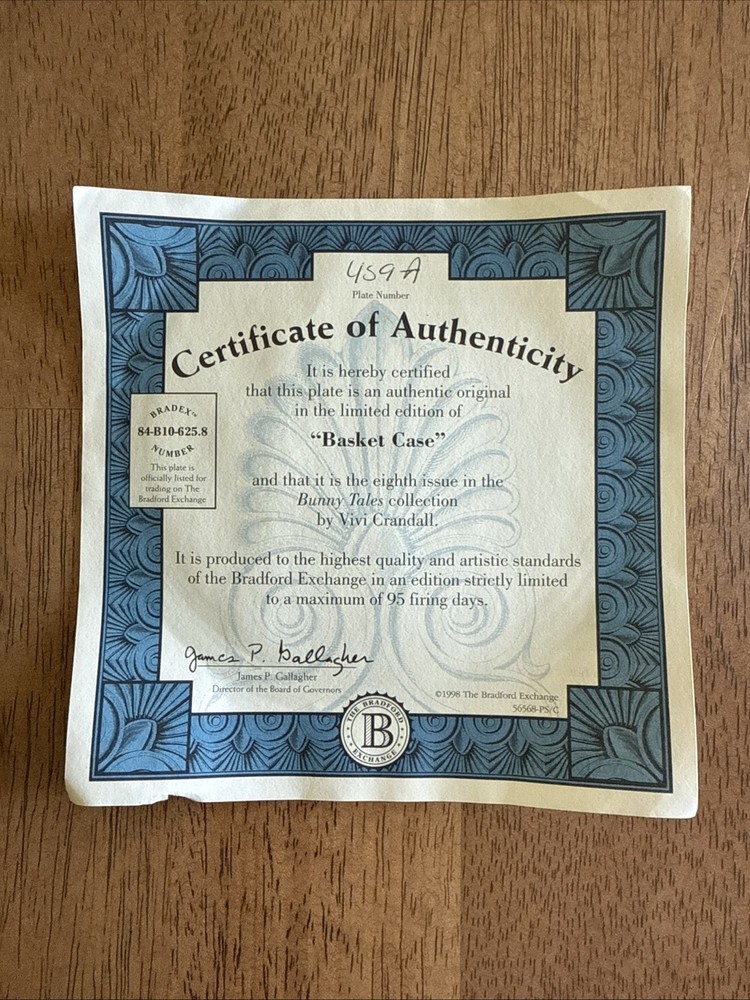 459 A
Plate Number
Certificate of Authenticity
It is hereby certified
that this plate is an authentic original
in the limited edition of
“Basket Case”
and that it is the eighth issue in the
Bunny Tales collection
by Vivi Crandall.
It is produced to the highest quality and artistic standards
of the Bradford Exchange in an edition strictly limited
to a maximum of 95 firing days.
BRADEX™
84-B10-625.8
NUMBER
This plate is
officially listed for
trading on The
Bradford Exchange
James P. Gallagher
James P. Gallagher
Director of the Board of Governors
©1998 The Bradford Exchange
56568-PS/C
THE BRADFORD
B
EXCHANGE